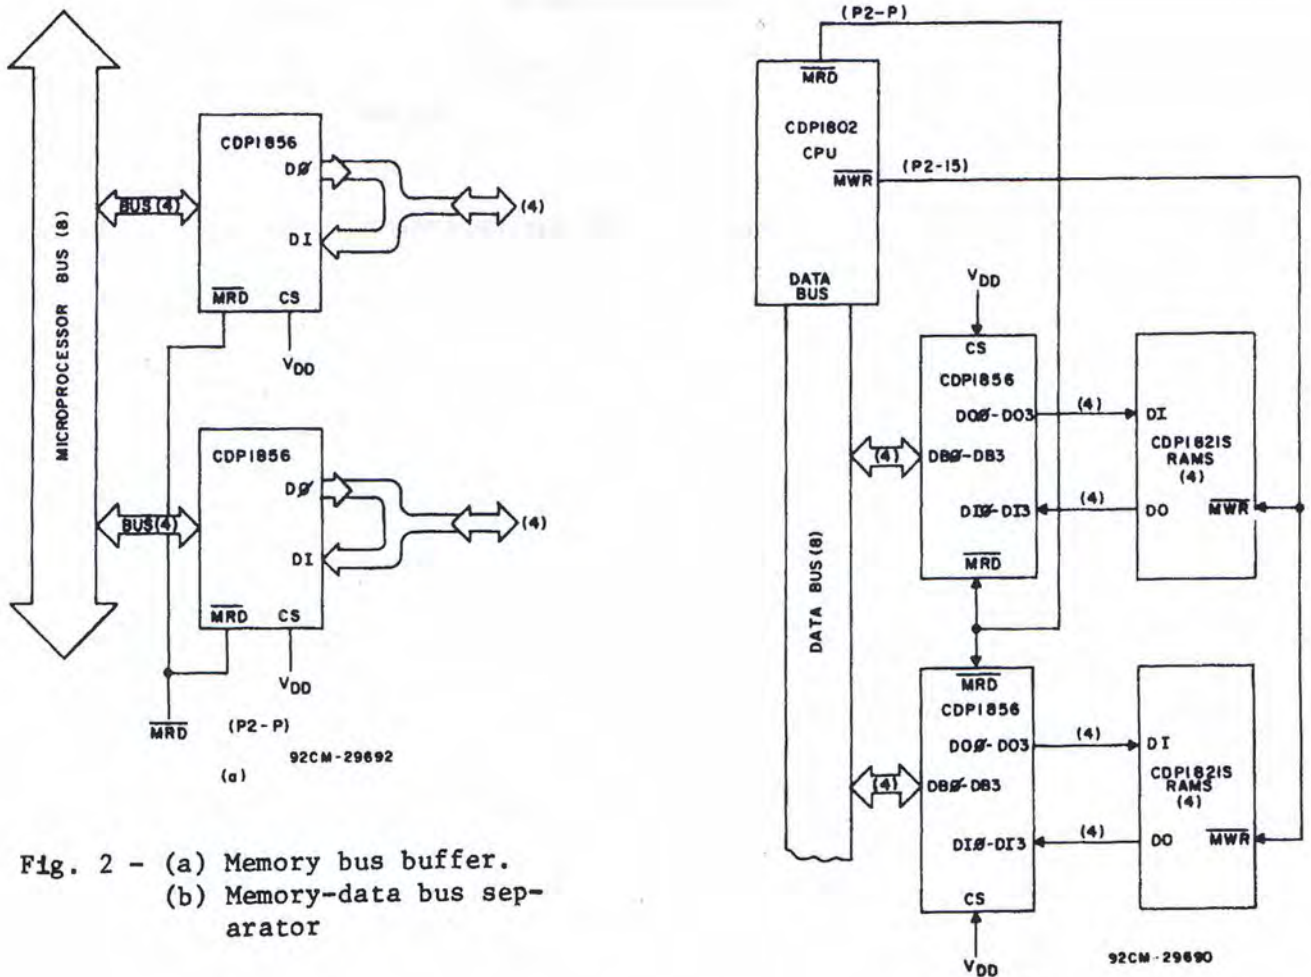 MICROPROCESSOR BUS (8)
CDP1856
DØ
BUS(4)
(4)
DI
MRD CS
VDD
CDP1856
DØ
BUS(4)
(4)
DI
MRD CS
VDD
MRD (P2-P)
92CM-29692
(a)
Fig. 2 - (a) Memory bus buffer.
(b) Memory-data bus sep-
arator
(P2-P)
MRD
CDP1802
CPU
(P2-15)
MWR
DATA
BUS
VDD
CS
CDP1856
DOØ-DO3 (4) DI
CDP1821S
RAMS
(4)
(4) DBØ-DB3
DIØ-DI3 (4) DO MWR
MRD
DATA BUS(8)
MRD
CDP1856
DOØ-DO3 (4) DI
CDP1821S
RAMS
(4)
(4) DBØ-DB3
DIØ-DI3 (4) DO MWR
CS
VDD
92CM-29690